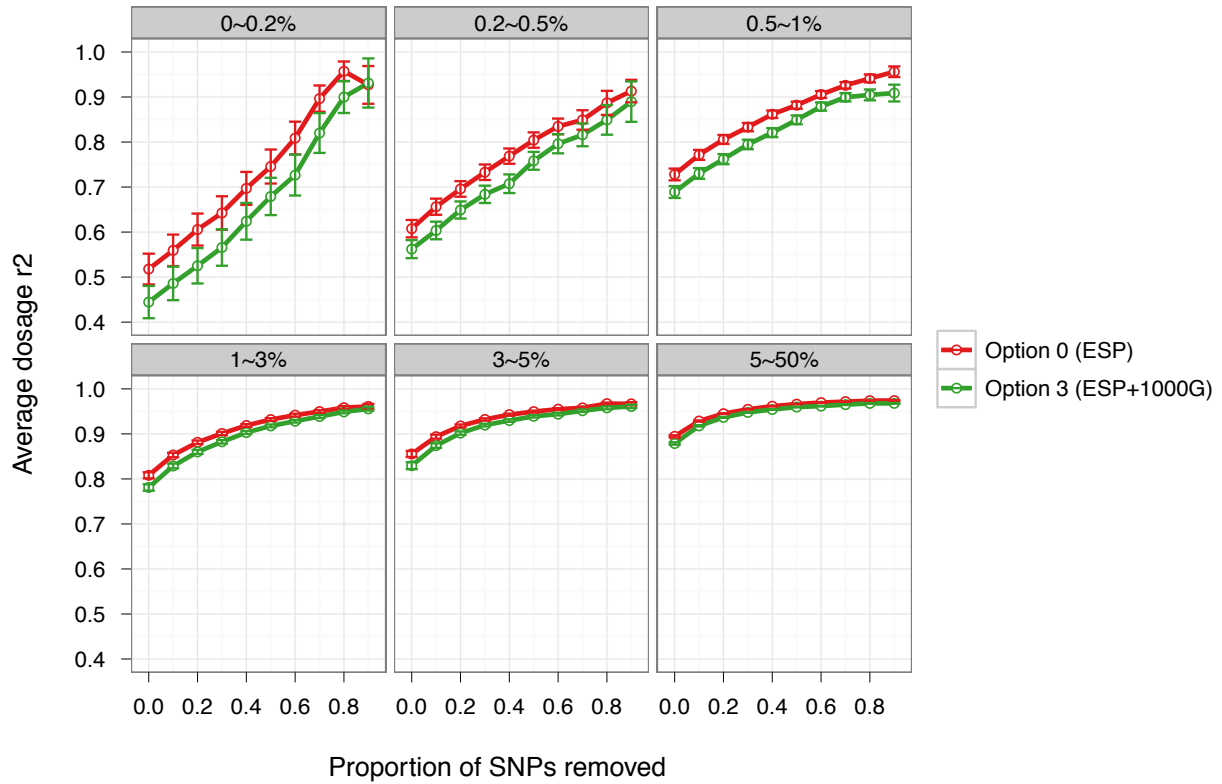 0~0.2%
0.2~0.5%
0.5~1%
1.0
0.9
0.8
0.7
0.6
0.5
0.4
Average dosage r2
1~3%
3~5%
5~50%
1.0
0.9
0.8
0.7
0.6
0.5
0.4
0.0 0.2 0.4 0.6 0.8
0.0 0.2 0.4 0.6 0.8
0.0 0.2 0.4 0.6 0.8
Proportion of SNPs removed
Option 0 (ESP)
Option 3 (ESP+1000G)